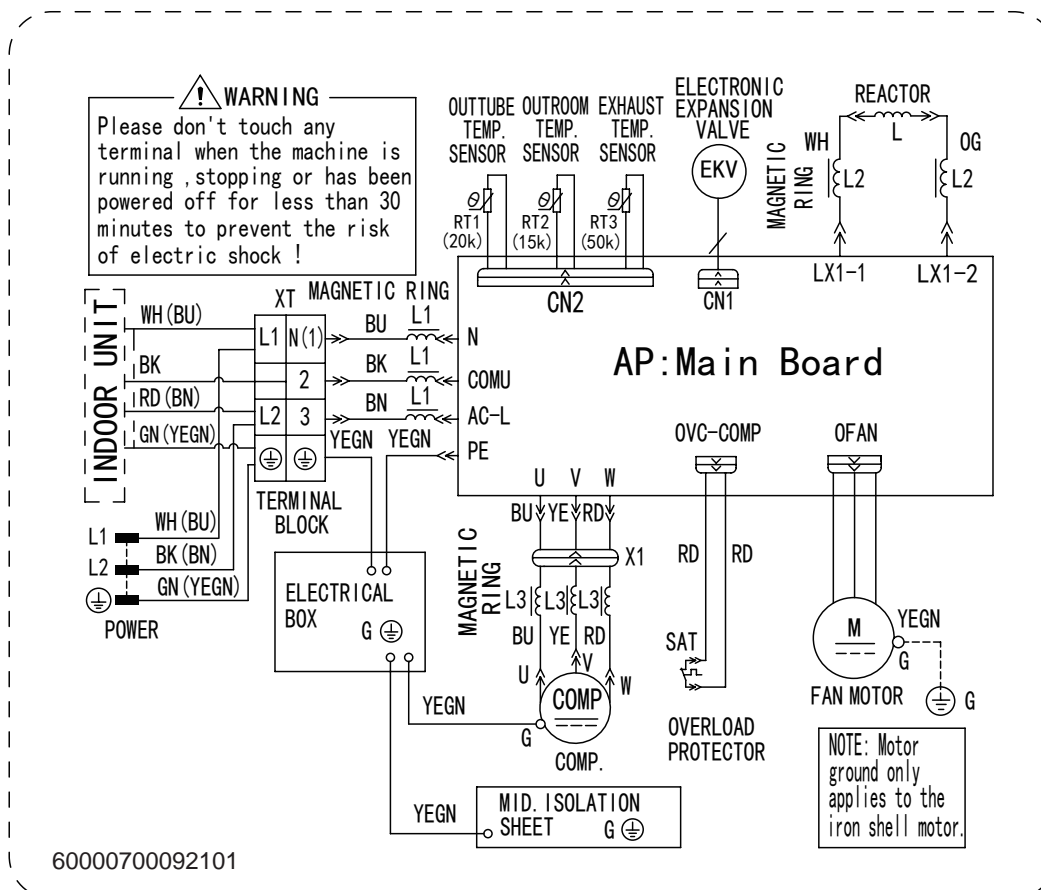 WARNING
Please don't touch any
terminal when the machine is
running ,stopping or has been
powered off for less than 30
minutes to prevent the risk
of electric shock !
OUTTUBE
TEMP.
SENSOR
OUTROOM
TEMP.
SENSOR
EXHAUST
TEMP.
SENSOR
ELECTRONIC
EXPANSION
VALVE
EKV
REACTOR
L
WH
OG
L2
L2
MAGNETIC
RING
θ
θ
θ
RT1
(20k)
RT2
(15k)
RT3
(50k)
CN2
CN1
LX1-1
LX1-2
AP:Main Board
INDOOR UNIT
WH(BU)
BK
RD(BN)
GN(YEGN)
XT
MAGNETIC RING
L1
N(1)
2
L2
3
TERMINAL
BLOCK
BU
L1
N
BK
L1
COMU
BN
L1
AC-L
YEGN
YEGN
PE
OVC-COMP
OFAN
U
V
W
BU
YE
RD
X1
MAGNETIC
RING
L3
L3
L3
BU
YE
RD
U
V
W
COMP
G
COMP.
L1
WH(BU)
L2
BK(BN)
GN(YEGN)
POWER
ELECTRICAL
BOX
G
YEGN
YEGN
MID.ISOLATION
SHEET
G
RD
RD
SAT
OVERLOAD
PROTECTOR
M
YEGN
G
G
FAN MOTOR
NOTE: Motor
ground only
applies to the
iron shell motor.
60000700092101